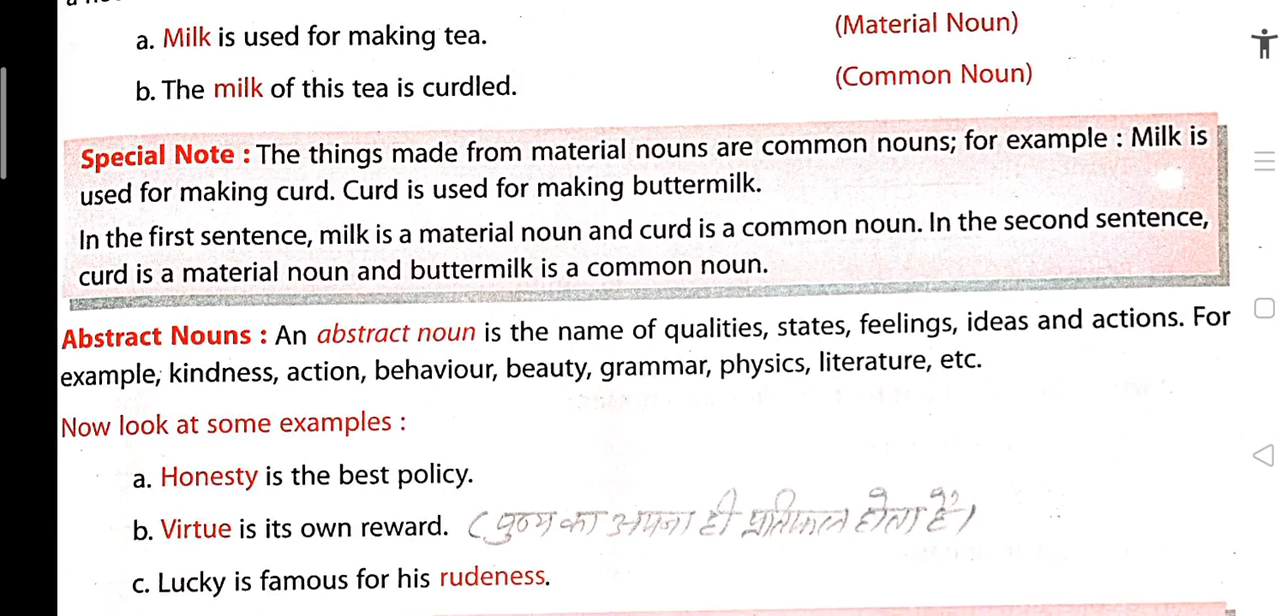 a. Milk is used for making tea. (Material Noun)
b. The milk of this tea is curdled. (Common Noun)
Special Note : The things made from material nouns are common nouns; for example : Milk is
used for making curd. Curd is used for making buttermilk.
In the first sentence, milk is a material noun and curd is a common noun. In the second sentence,
curd is a material noun and buttermilk is a common noun.
Abstract Nouns : An abstract noun is the name of qualities, states, feelings, ideas and actions. For
example, kindness, action, behaviour, beauty, grammar, physics, literature, etc.
Now look at some examples :
a. Honesty is the best policy.
b. Virtue is its own reward. (पुण्य का अपना ही प्रतिफल होता है।)
c. Lucky is famous for his rudeness.